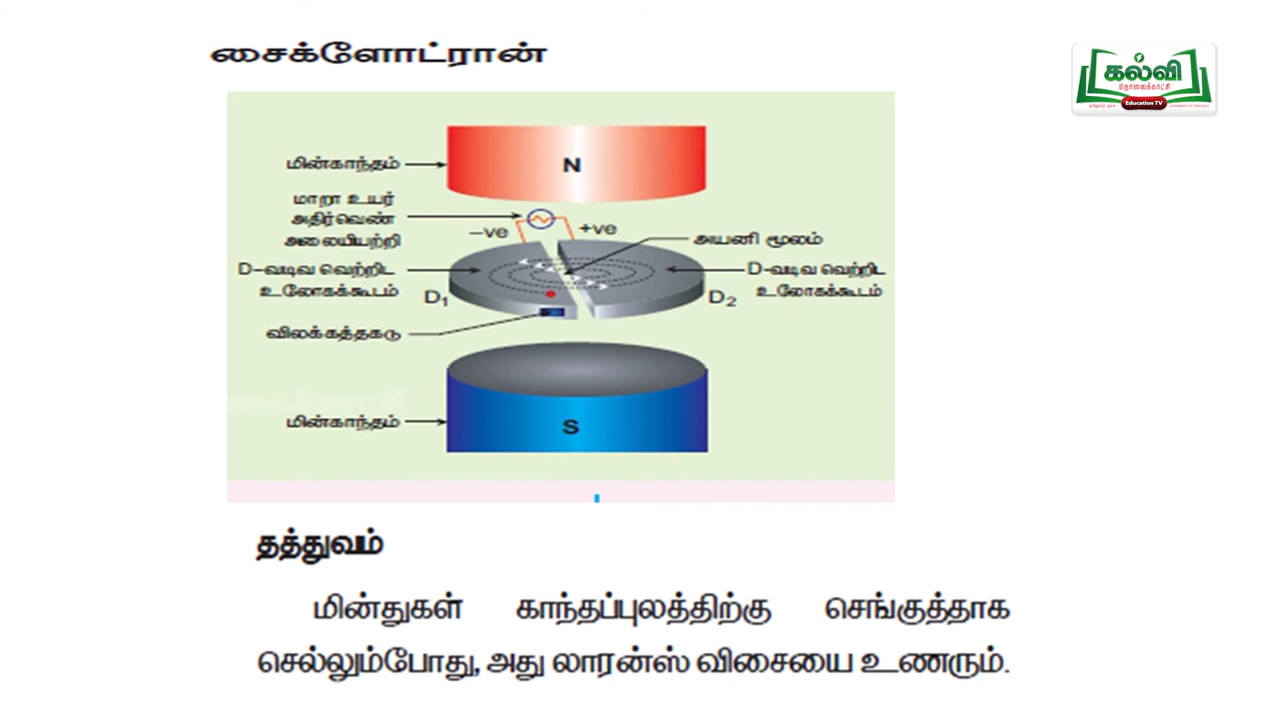 சைக்ளோட்ரான்
கல்வி
தொலைக்காட்சி
Education TV
மின்காந்தம்
N
மாறா உயர்
அதிர்வெண்
அலையியற்றி
–ve
+ve
அயனி மூலம்
D–வடிவ வெற்றிட
உலோகக்கூடம்
D1
D2
D-வடிவ வெற்றிட
உலோகக்கூடம்
விலக்கத்தகடு
மின்காந்தம்
S
தத்துவம்
மின்துகள் காந்தப்புலத்திற்கு செங்குத்தாக
செல்லும்போது, அது லாரன்ஸ் விசையை உணரும்.